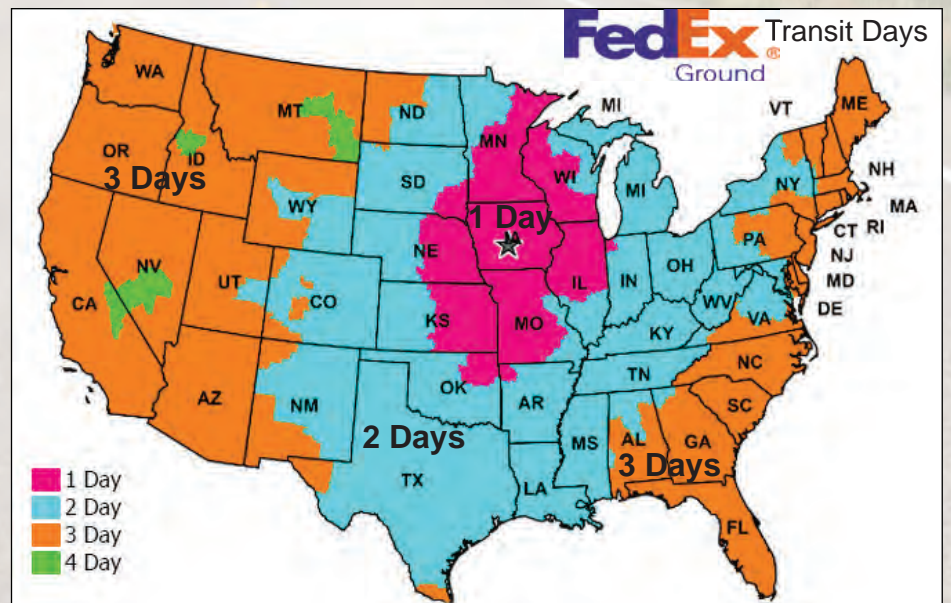 FedEx® Transit Days
Ground
WA
MT
ND
MN
MI
VT
ME
OR
ID
3 Days
SD
WI
MI
NY
NH
MA
WY
1 Day
IA
CT
RI
NE
PA
NJ
NV
UT
IL
IN
OH
MD
CA
CO
WV
VA
DE
KS
MO
KY
NC
AZ
NM
OK
AR
TN
SC
2 Days
MS
AL
GA
3 Days
TX
LA
FL
1 Day
2 Day
3 Day
4 Day